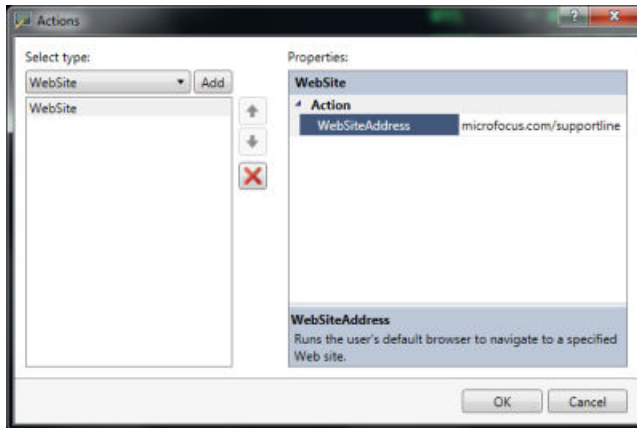 Actions
Select type:
WebSite
Add
WebSite
Properties:
WebSite
Action
WebSiteAddress microfocus.com/supportline
WebSiteAddress
Runs the user's default browser to navigate to a specified
Web site.
OK
Cancel